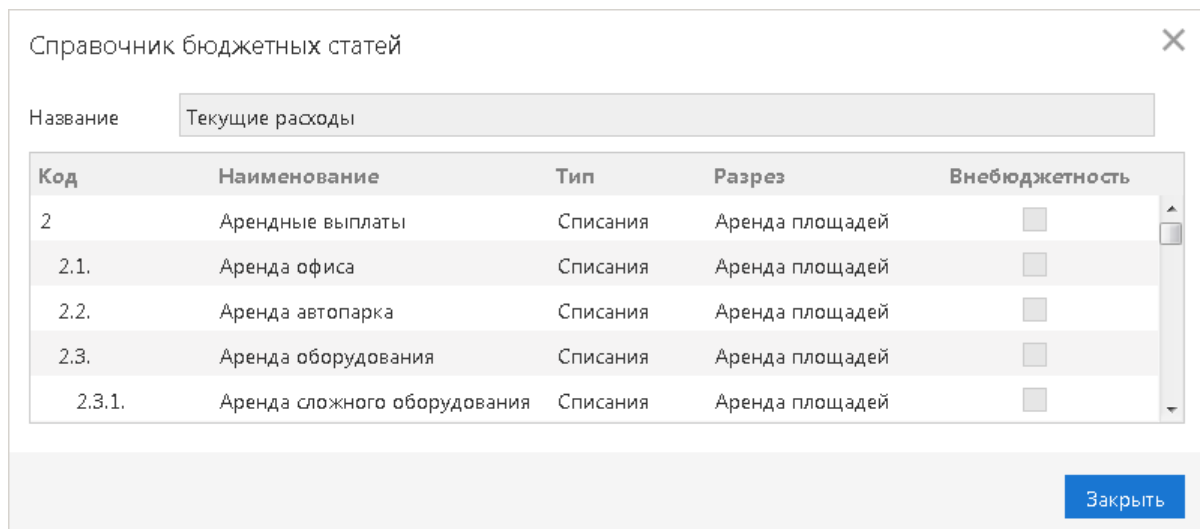 Справочник бюджетных статей
Название Текущие расходы
Код Наименование Тип Разрез Внебюджетность
2 Арендные выплаты Списания Аренда площадей
2.1. Аренда офиса Списания Аренда площадей
2.2. Аренда автопарка Списания Аренда площадей
2.3. Аренда оборудования Списания Аренда площадей
2.3.1. Аренда сложного оборудования Списания Аренда площадей
Закрыть